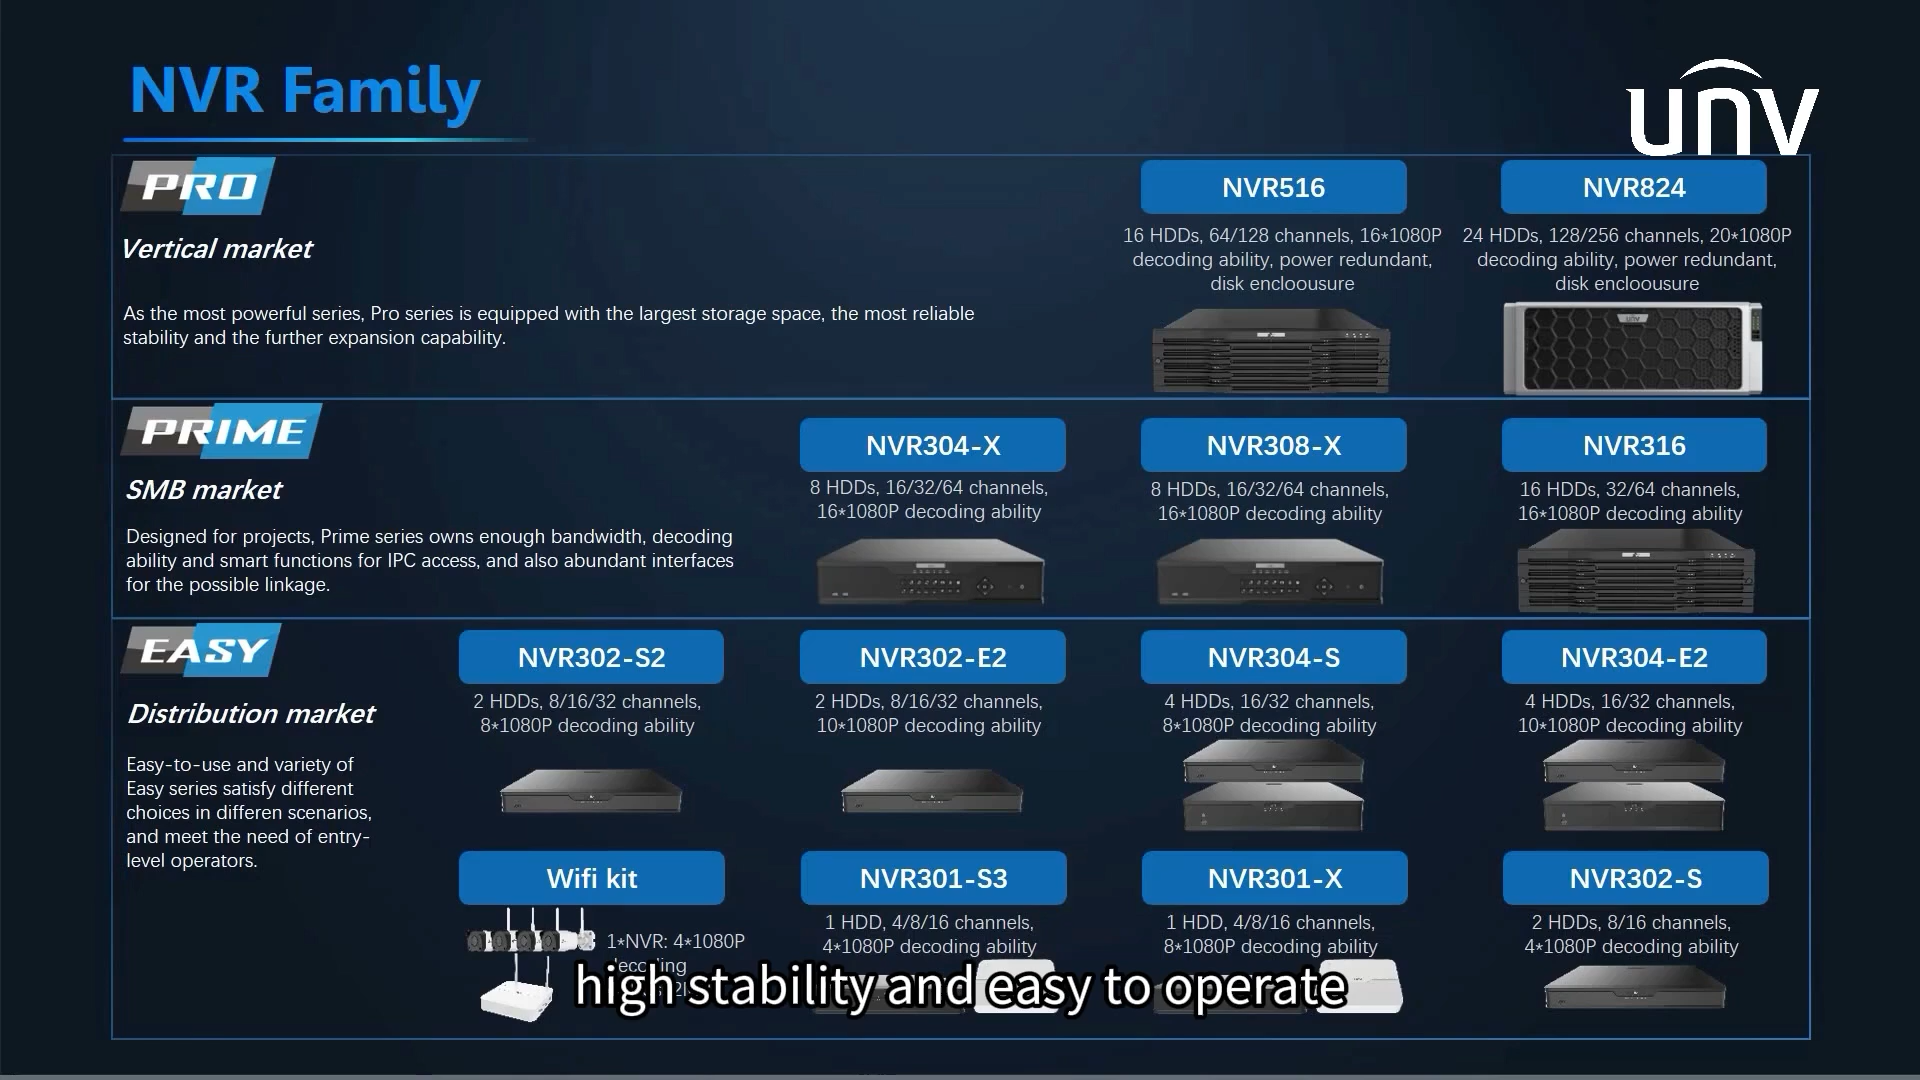 NVR Family
unv
PRO
NVR516
NVR824
Vertical market
16 HDDs, 64/128 channels, 16*1080P
decoding ability, power redundant,
disk encloousure
24 HDDs, 128/256 channels, 20*1080P
decoding ability, power redundant,
disk encloousure
As the most powerful series, Pro series is equipped with the largest storage space, the most reliable
stability and the further expansion capability.
unv
PRIME
NVR304-X
NVR308-X
NVR316
SMB market
8 HDDs, 16/32/64 channels,
16*1080P decoding ability
8 HDDs, 16/32/64 channels,
16*1080P decoding ability
16 HDDs, 32/64 channels,
16*1080P decoding ability
Designed for projects, Prime series owns enough bandwidth, decoding
ability and smart functions for IPC access, and also abundant interfaces
for the possible linkage.
EASY
NVR302-S2
NVR302-E2
NVR304-S
NVR304-E2
Distribution market
2 HDDs, 8/16/32 channels,
8*1080P decoding ability
2 HDDs, 8/16/32 channels,
10*1080P decoding ability
4 HDDs, 16/32 channels,
8*1080P decoding ability
4 HDDs, 16/32 channels,
10*1080P decoding ability
Easy-to-use and variety of
Easy series satisfy different
choices in differen scenarios,
and meet the need of entry-
level operators.
Wifi kit
NVR301-S3
NVR301-X
NVR302-S
1*NVR: 4*1080P
decoding
1 HDD, 4/8/16 channels,
4*1080P decoding ability
1 HDD, 4/8/16 channels,
8*1080P decoding ability
2 HDDs, 8/16 channels,
4*1080P decoding ability
high stability and easy to operate